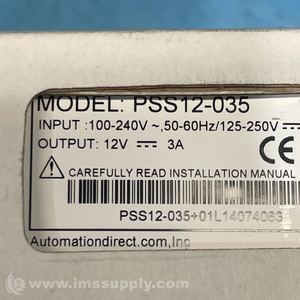 MODEL: PSS12-035
INPUT :100-240V ~,50-60Hz/125-250V ⎓
OUTPUT: 12V ⎓ 3A
CE
CAREFULLY READ INSTALLATION MANUAL
PSS12-035+01L14074063
Automationdirect.com,Inc
© www.imssupply.com